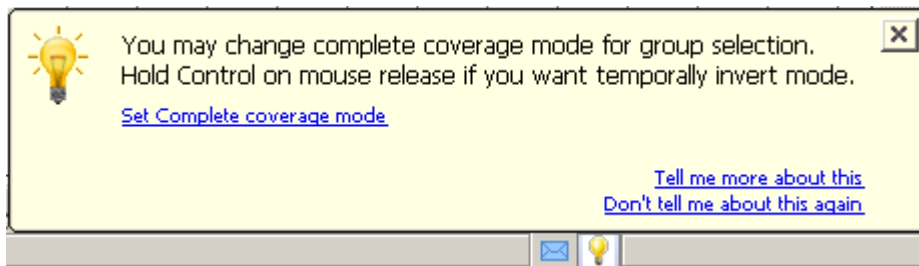 You may change complete coverage mode for group selection.
Hold Control on mouse release if you want temporally invert mode.
Set Complete coverage mode
Tell me more about this
Don't tell me about this again